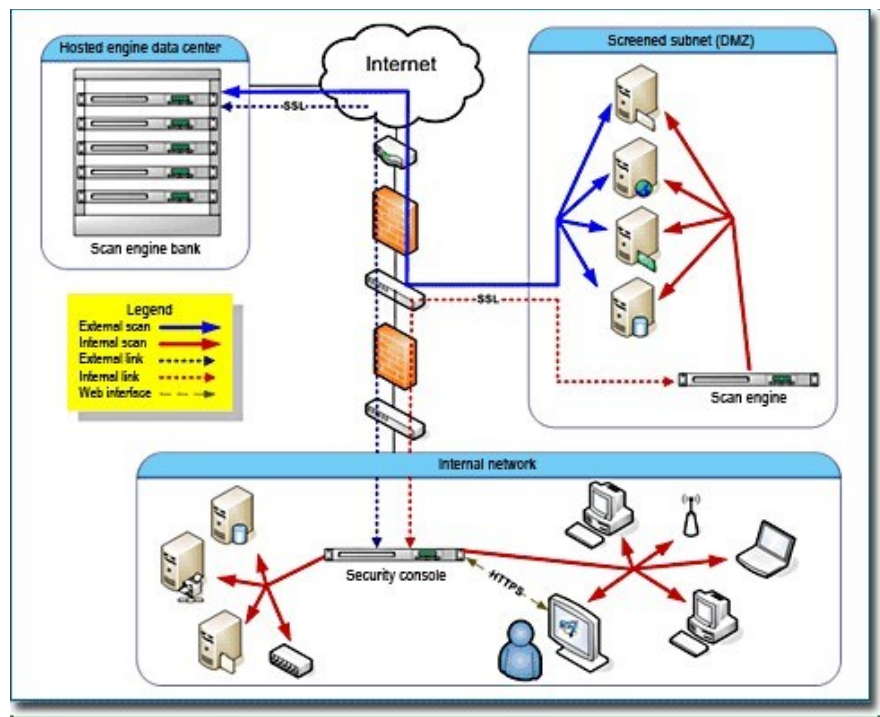 Hosted engine data center
Internet
Screened subnet (DMZ)
SSL
Scan engine bank
Legend
External scan
Internal scan
External link
Internal link
Web interface
SSL
Scan engine
Internal network
Security console
HTTPS